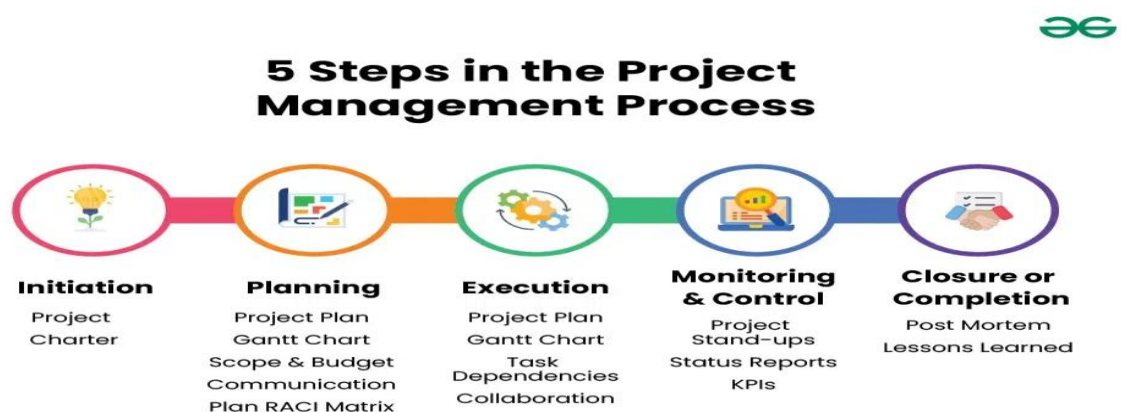 5 Steps in the Project
Management Process
Initiation
Project
Charter
Planning
Project Plan
Gantt Chart
Scope & Budget
Communication
Plan RACI Matrix
Execution
Project Plan
Gantt Chart
Task
Dependencies
Collaboration
Monitoring
& Control
Project
Stand-ups
Status Reports
KPIs
Closure or
Completion
Post Mortem
Lessons Learned